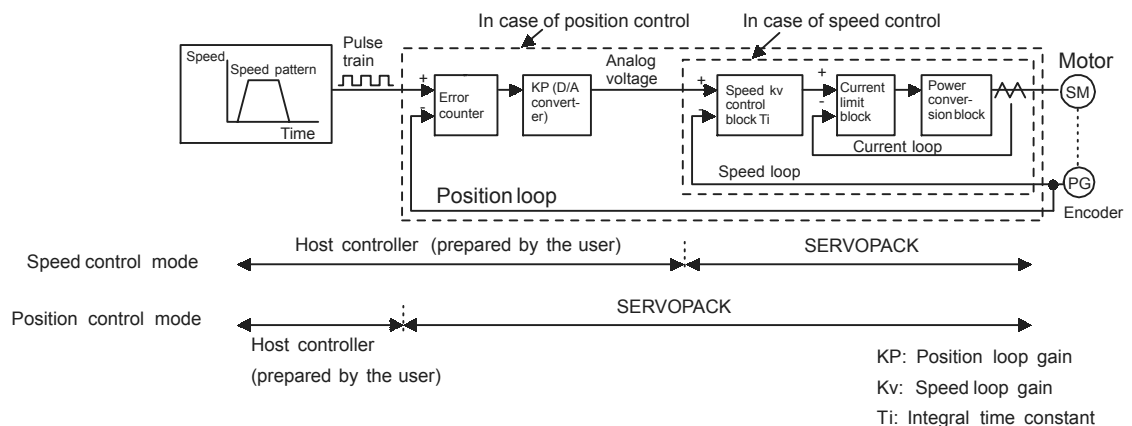 In case of position control
In case of speed control
Speed
Speed pattern
Time
Pulse
train
+
-
Error
counter
KP (D/A
convert-
er)
Analog
voltage
+
-
Speed kv
control
block Ti
+
-
Current
limit
block
Power
conver-
sion block
Motor
SM
Current loop
Speed loop
Position loop
PG
Encoder
Host controller (prepared by the user)
SERVOPACK
Speed control mode
SERVOPACK
Position control mode
Host controller
(prepared by the user)
KP: Position loop gain
Kv: Speed loop gain
Ti: Integral time constant